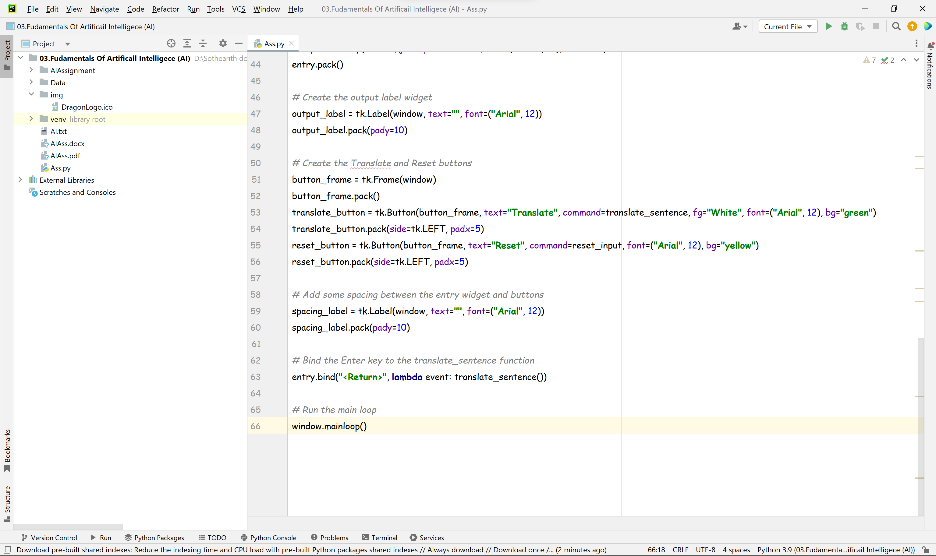 File Edit View Navigate Code Refactor Run Tools VCS Window Help 03.Fudamentals Of Artificail Intelligece (AI) - Ass.py
03.Fudamentals Of Artificail Intelligece (AI)
Current File
Project
Ass.py
03.Fudamentals Of Artificail Intelligece (AI)
AIAssignment
Data
img
DragonLogo.ico
venv library root
AIAss.docx
AIAss.pdf
Ass.py
External Libraries
Scratches and Consoles
44 entry.pack()
45
46 # Create the output label widget
47 output_label = tk.Label(window, text="", font=("Arial", 12))
48 output_label.pack(pady=10)
49
50 # Create the Translate and Reset buttons
51 button_frame = tk.Frame(window)
52 button_frame.pack()
53 translate_button = tk.Button(button_frame, text="Translate", command=translate_sentence, fg="White", font=("Arial", 12), bg="green")
54 translate_button.pack(side=tk.LEFT, padx=5)
55 reset_button = tk.Button(button_frame, text="Reset", command=reset_input, font=("Arial", 12), bg="yellow")
56 reset_button.pack(side=tk.LEFT, padx=5)
57
58 # Add some spacing between the entry widget and buttons
59 spacing_label = tk.Label(window, text="", font=("Arial", 12))
60 spacing_label.pack(pady=10)
61
62 # Bind the Enter key to the translate_sentence function
63 entry.bind("<Return>", lambda event: translate_sentence())
64
65 # Run the main loop
66 window.mainloop()
7 2
Project
Bookmarks
Structure
Notifications
Version Control Run Python Packages TODO Python Console Problems Terminal Services
Download pre-built shared indexes: Reduce the indexing time and CPU load with pre-built Python packages shared indexes // Always download // Download once /... (2 minutes ago) 66:18 CRLF UTF-8 4 spaces Python 3.9 (03.Fudamentals...ificail Intelligece (AI))